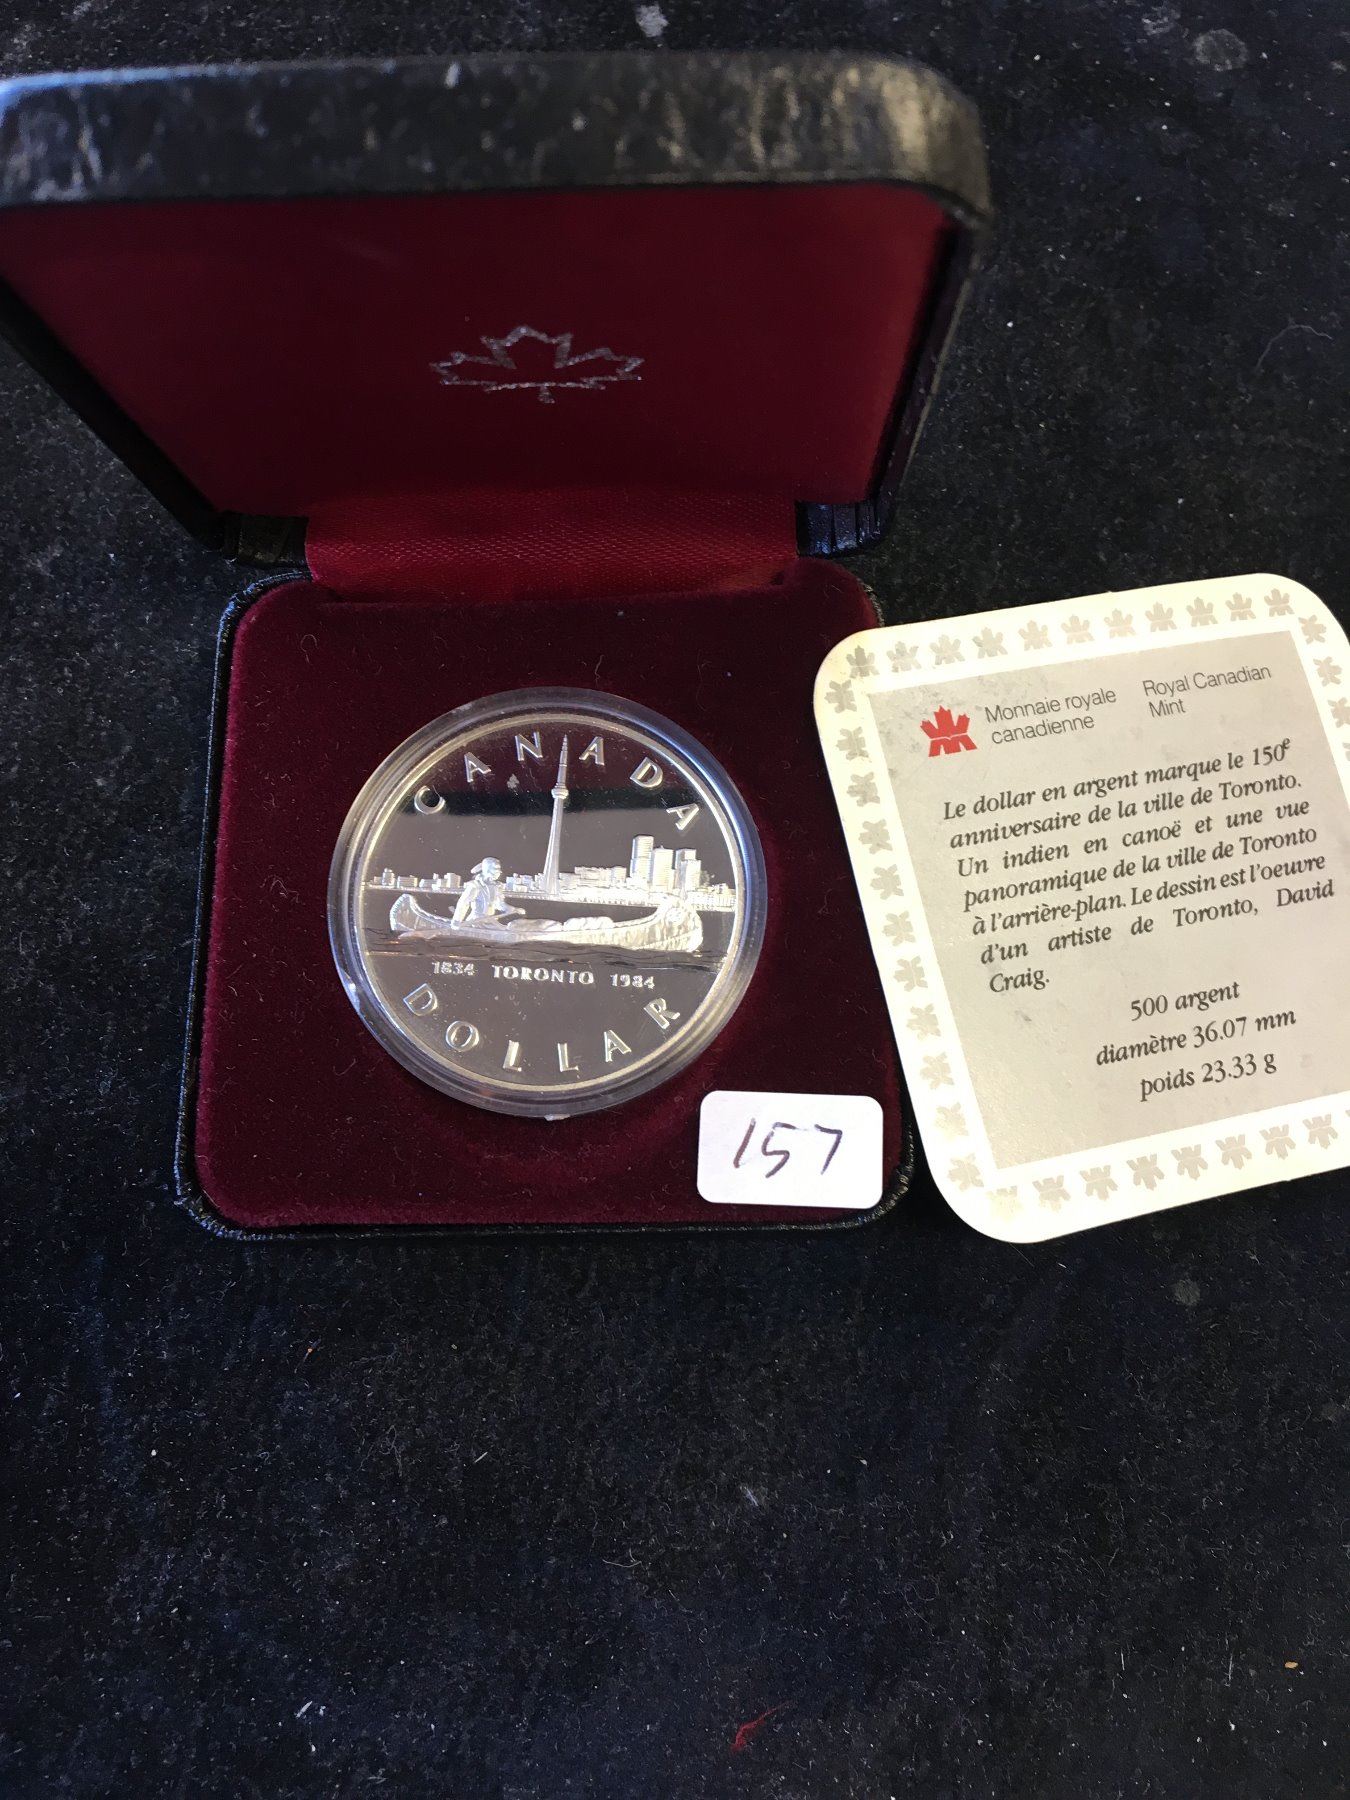 CANADA
1834 TORONTO 1984
DOLLAR
157
Monnaie royale
canadienne
Royal Canadian
Mint
Le dollar en argent marque le 150e
anniversaire de la ville de Toronto.
Un indien en canoë et une vue
panoramique de la ville de Toronto
à l'arrière-plan. Le dessin est l'oeuvre
d'un artiste de Toronto, David
Craig.
500 argent
diamètre 36.07 mm
poids 23.33 g